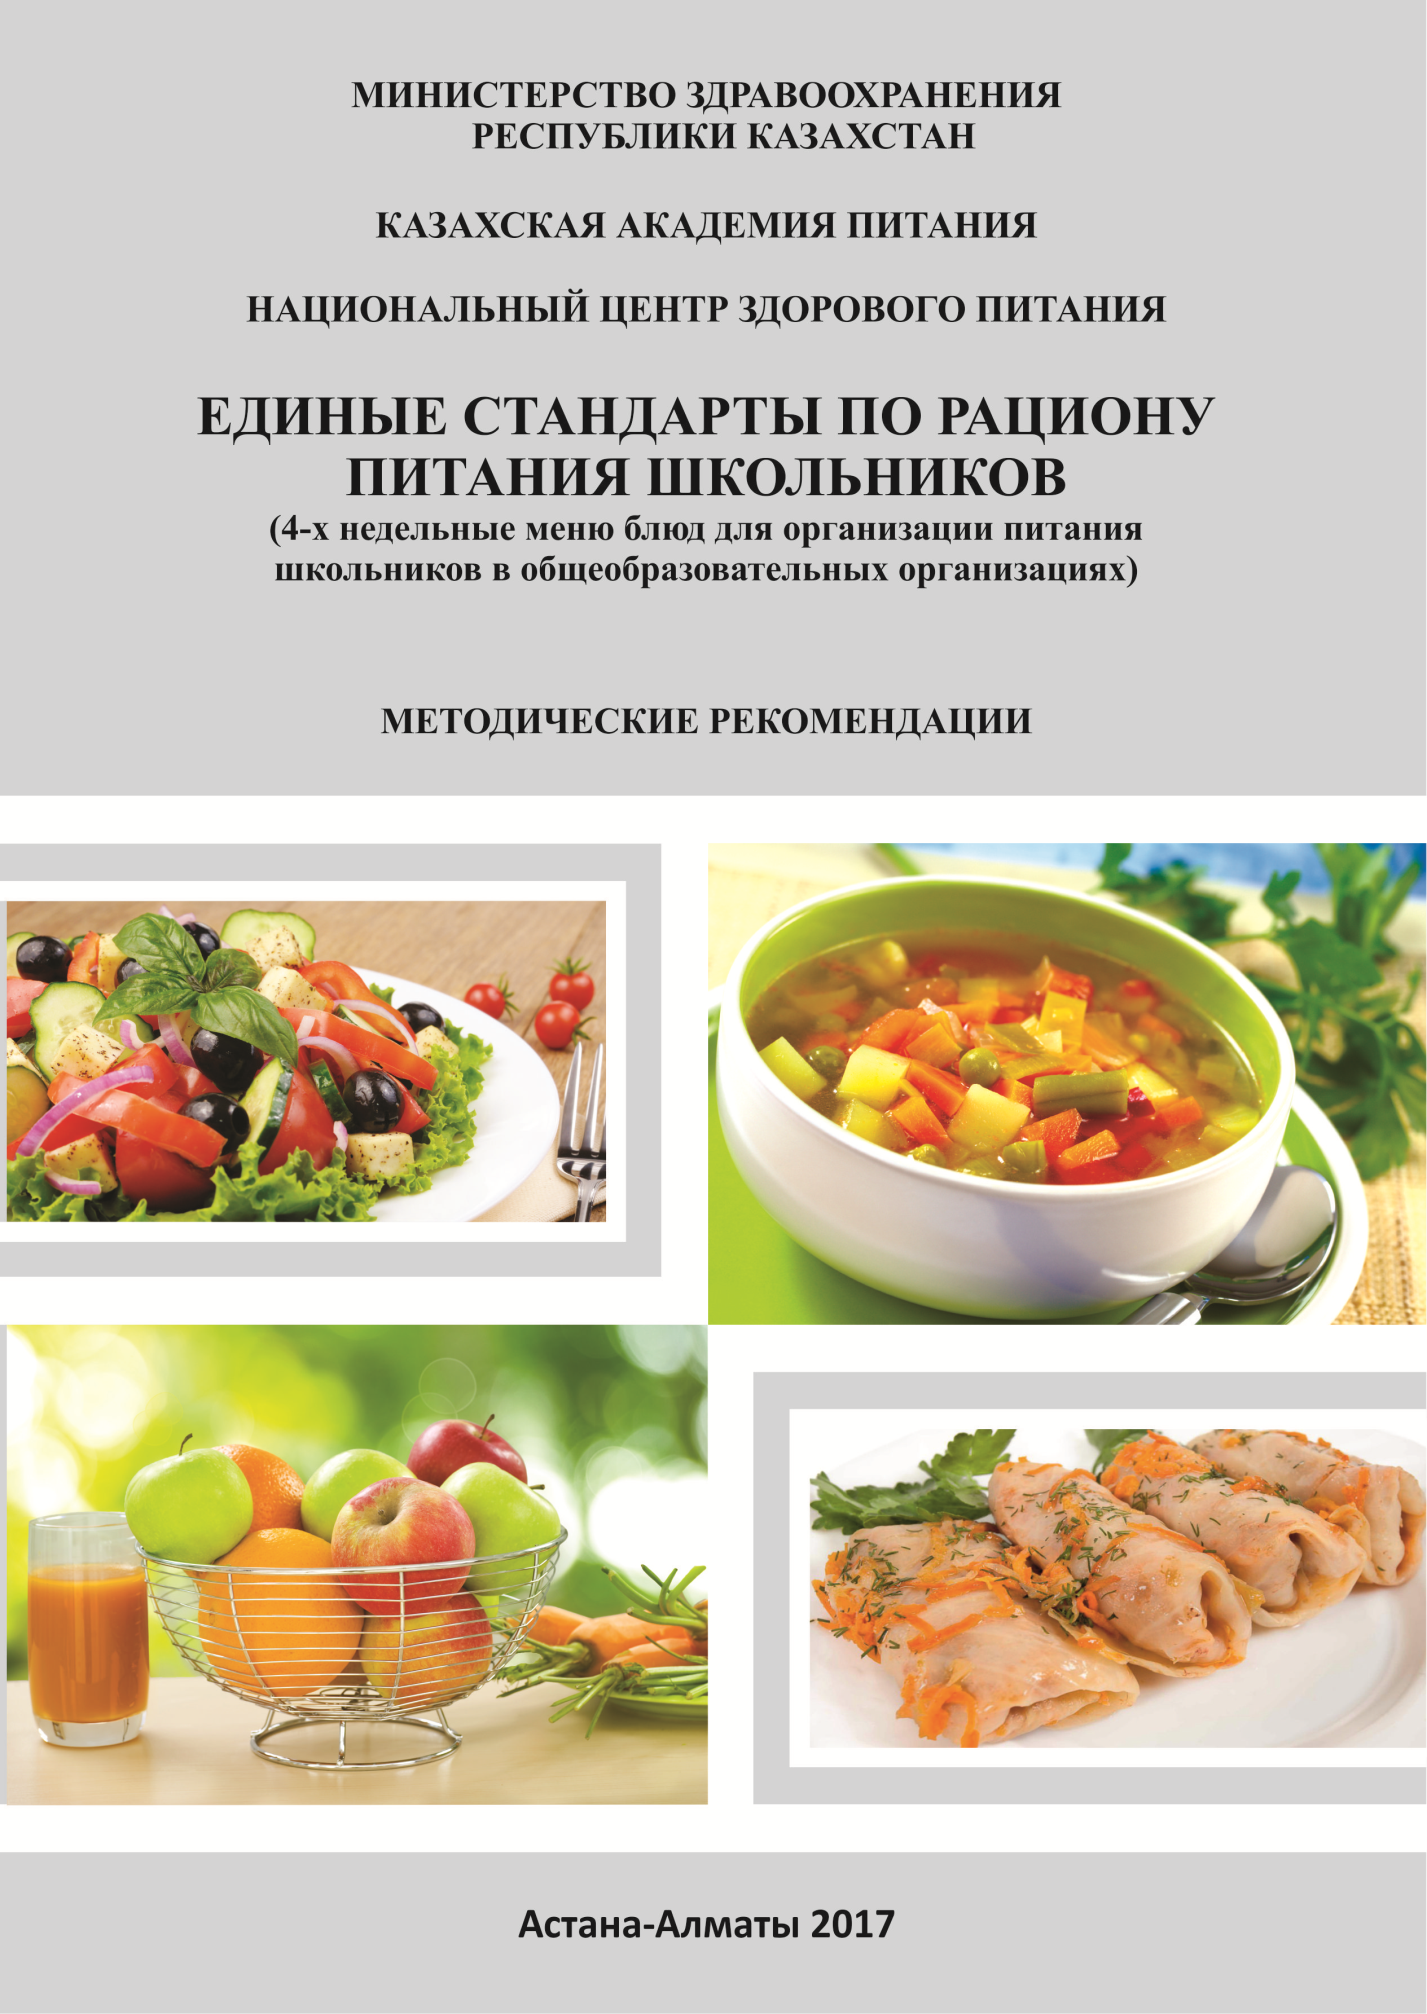 МИНИСТЕРСТВО ЗДРАВООХРАНЕНИЯ
РЕСПУБЛИКИ КАЗАХСТАН
КАЗАХСКАЯ АКАДЕМИЯ ПИТАНИЯ
НАЦИОНАЛЬНЫЙ ЦЕНТР ЗДОРОВОГО ПИТАНИЯ
ЕДИНЫЕ СТАНДАРТЫ ПО РАЦИОНУ
ПИТАНИЯ ШКОЛЬНИКОВ
(4-х недельные меню блюд для организации питания
школьников в общеобразовательных организациях)
МЕТОДИЧЕСКИЕ РЕКОМЕНДАЦИИ
Астана-Алматы 2017